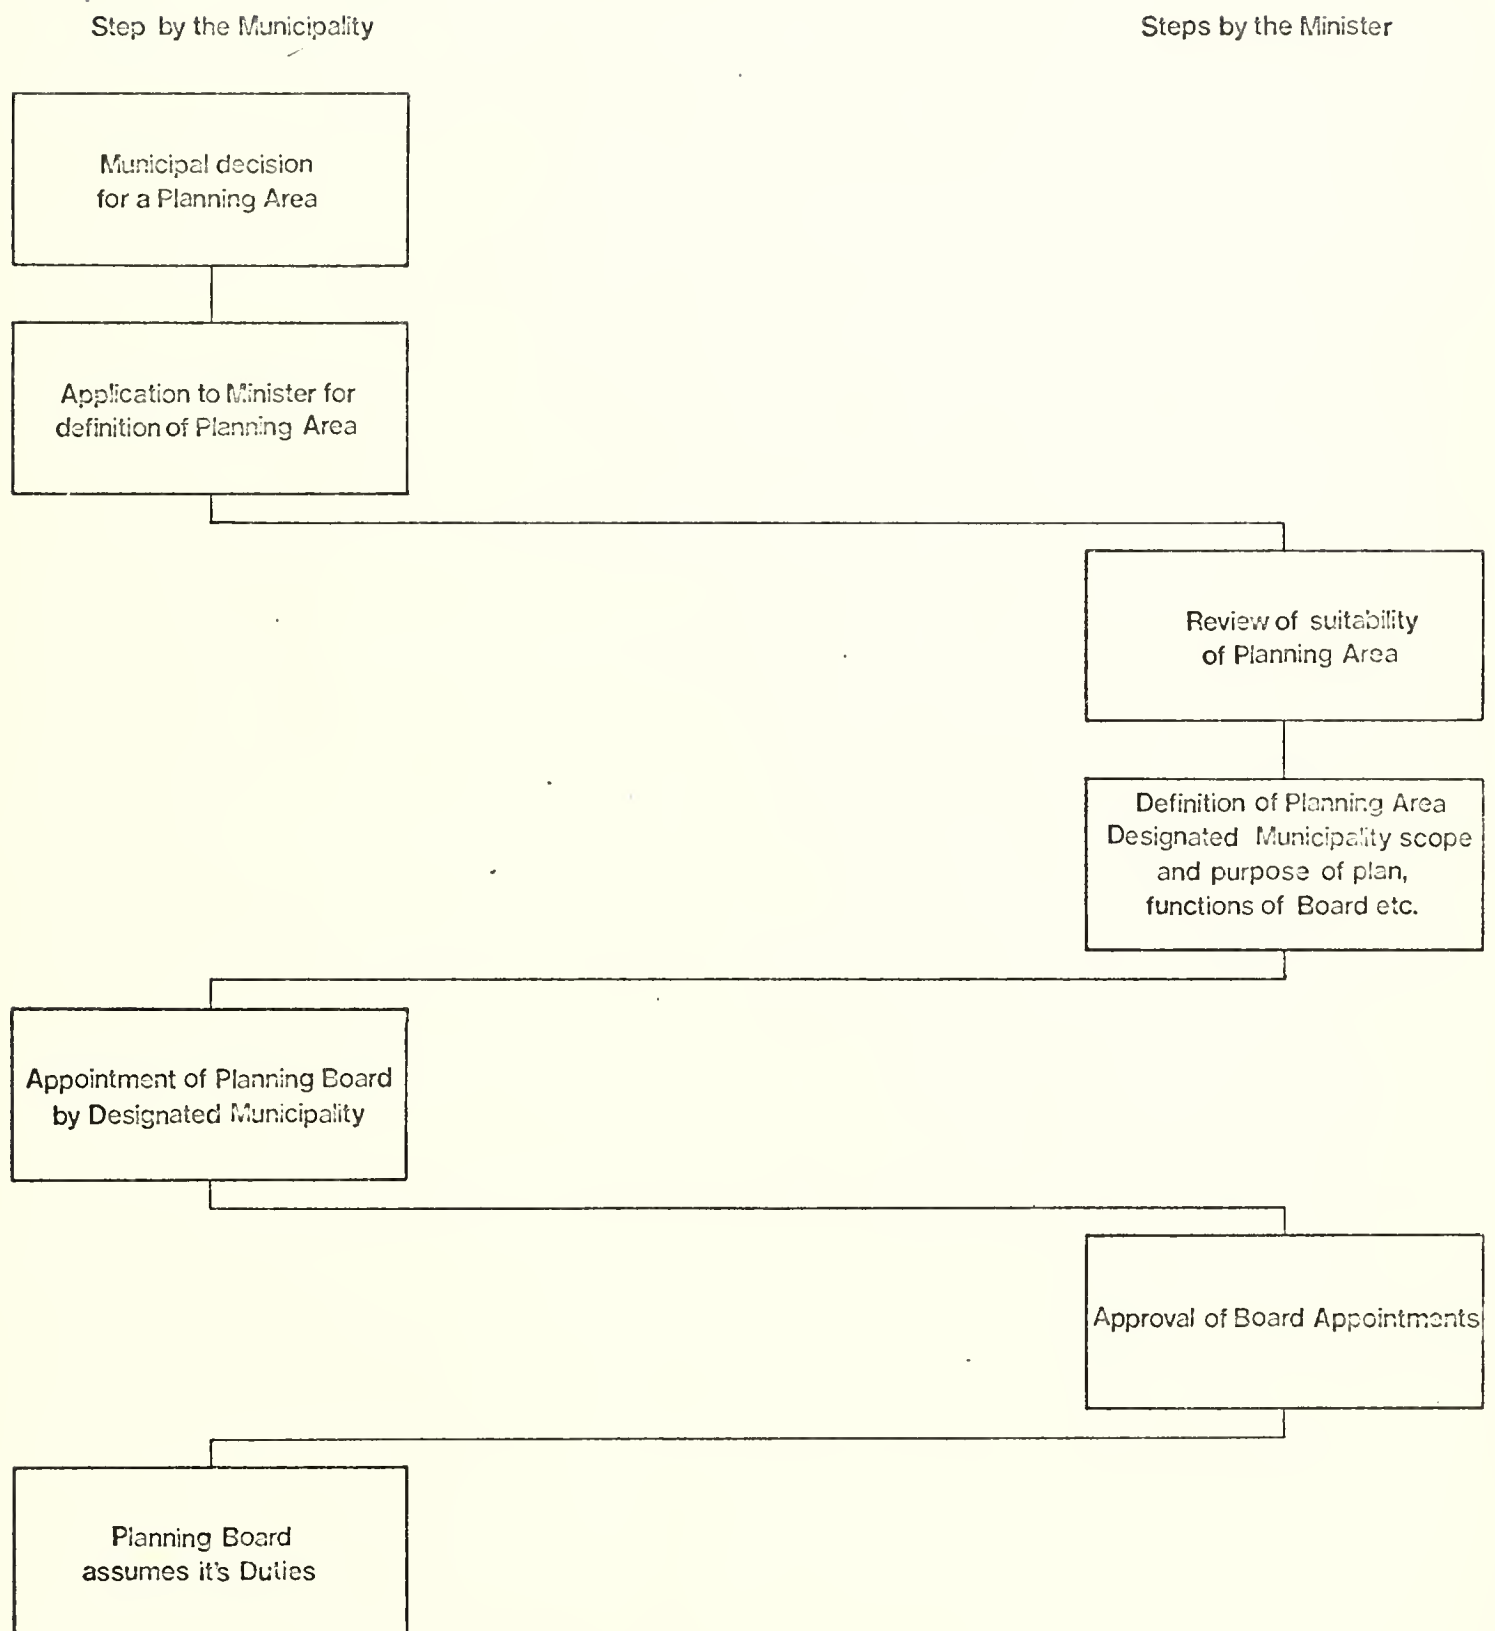 Step by the Municipality
Steps by the Minister
Municipal decision
for a Planning Area
Application to Minister for
definition of Planning Area
Review of suitability
of Planning Area
Definition of Planning Area
Designated Municipality scope
and purpose of plan,
functions of Board etc.
Appointment of Planning Board
by Designated Municipality
Approval of Board Appointments
Planning Board
assumes it's Duties